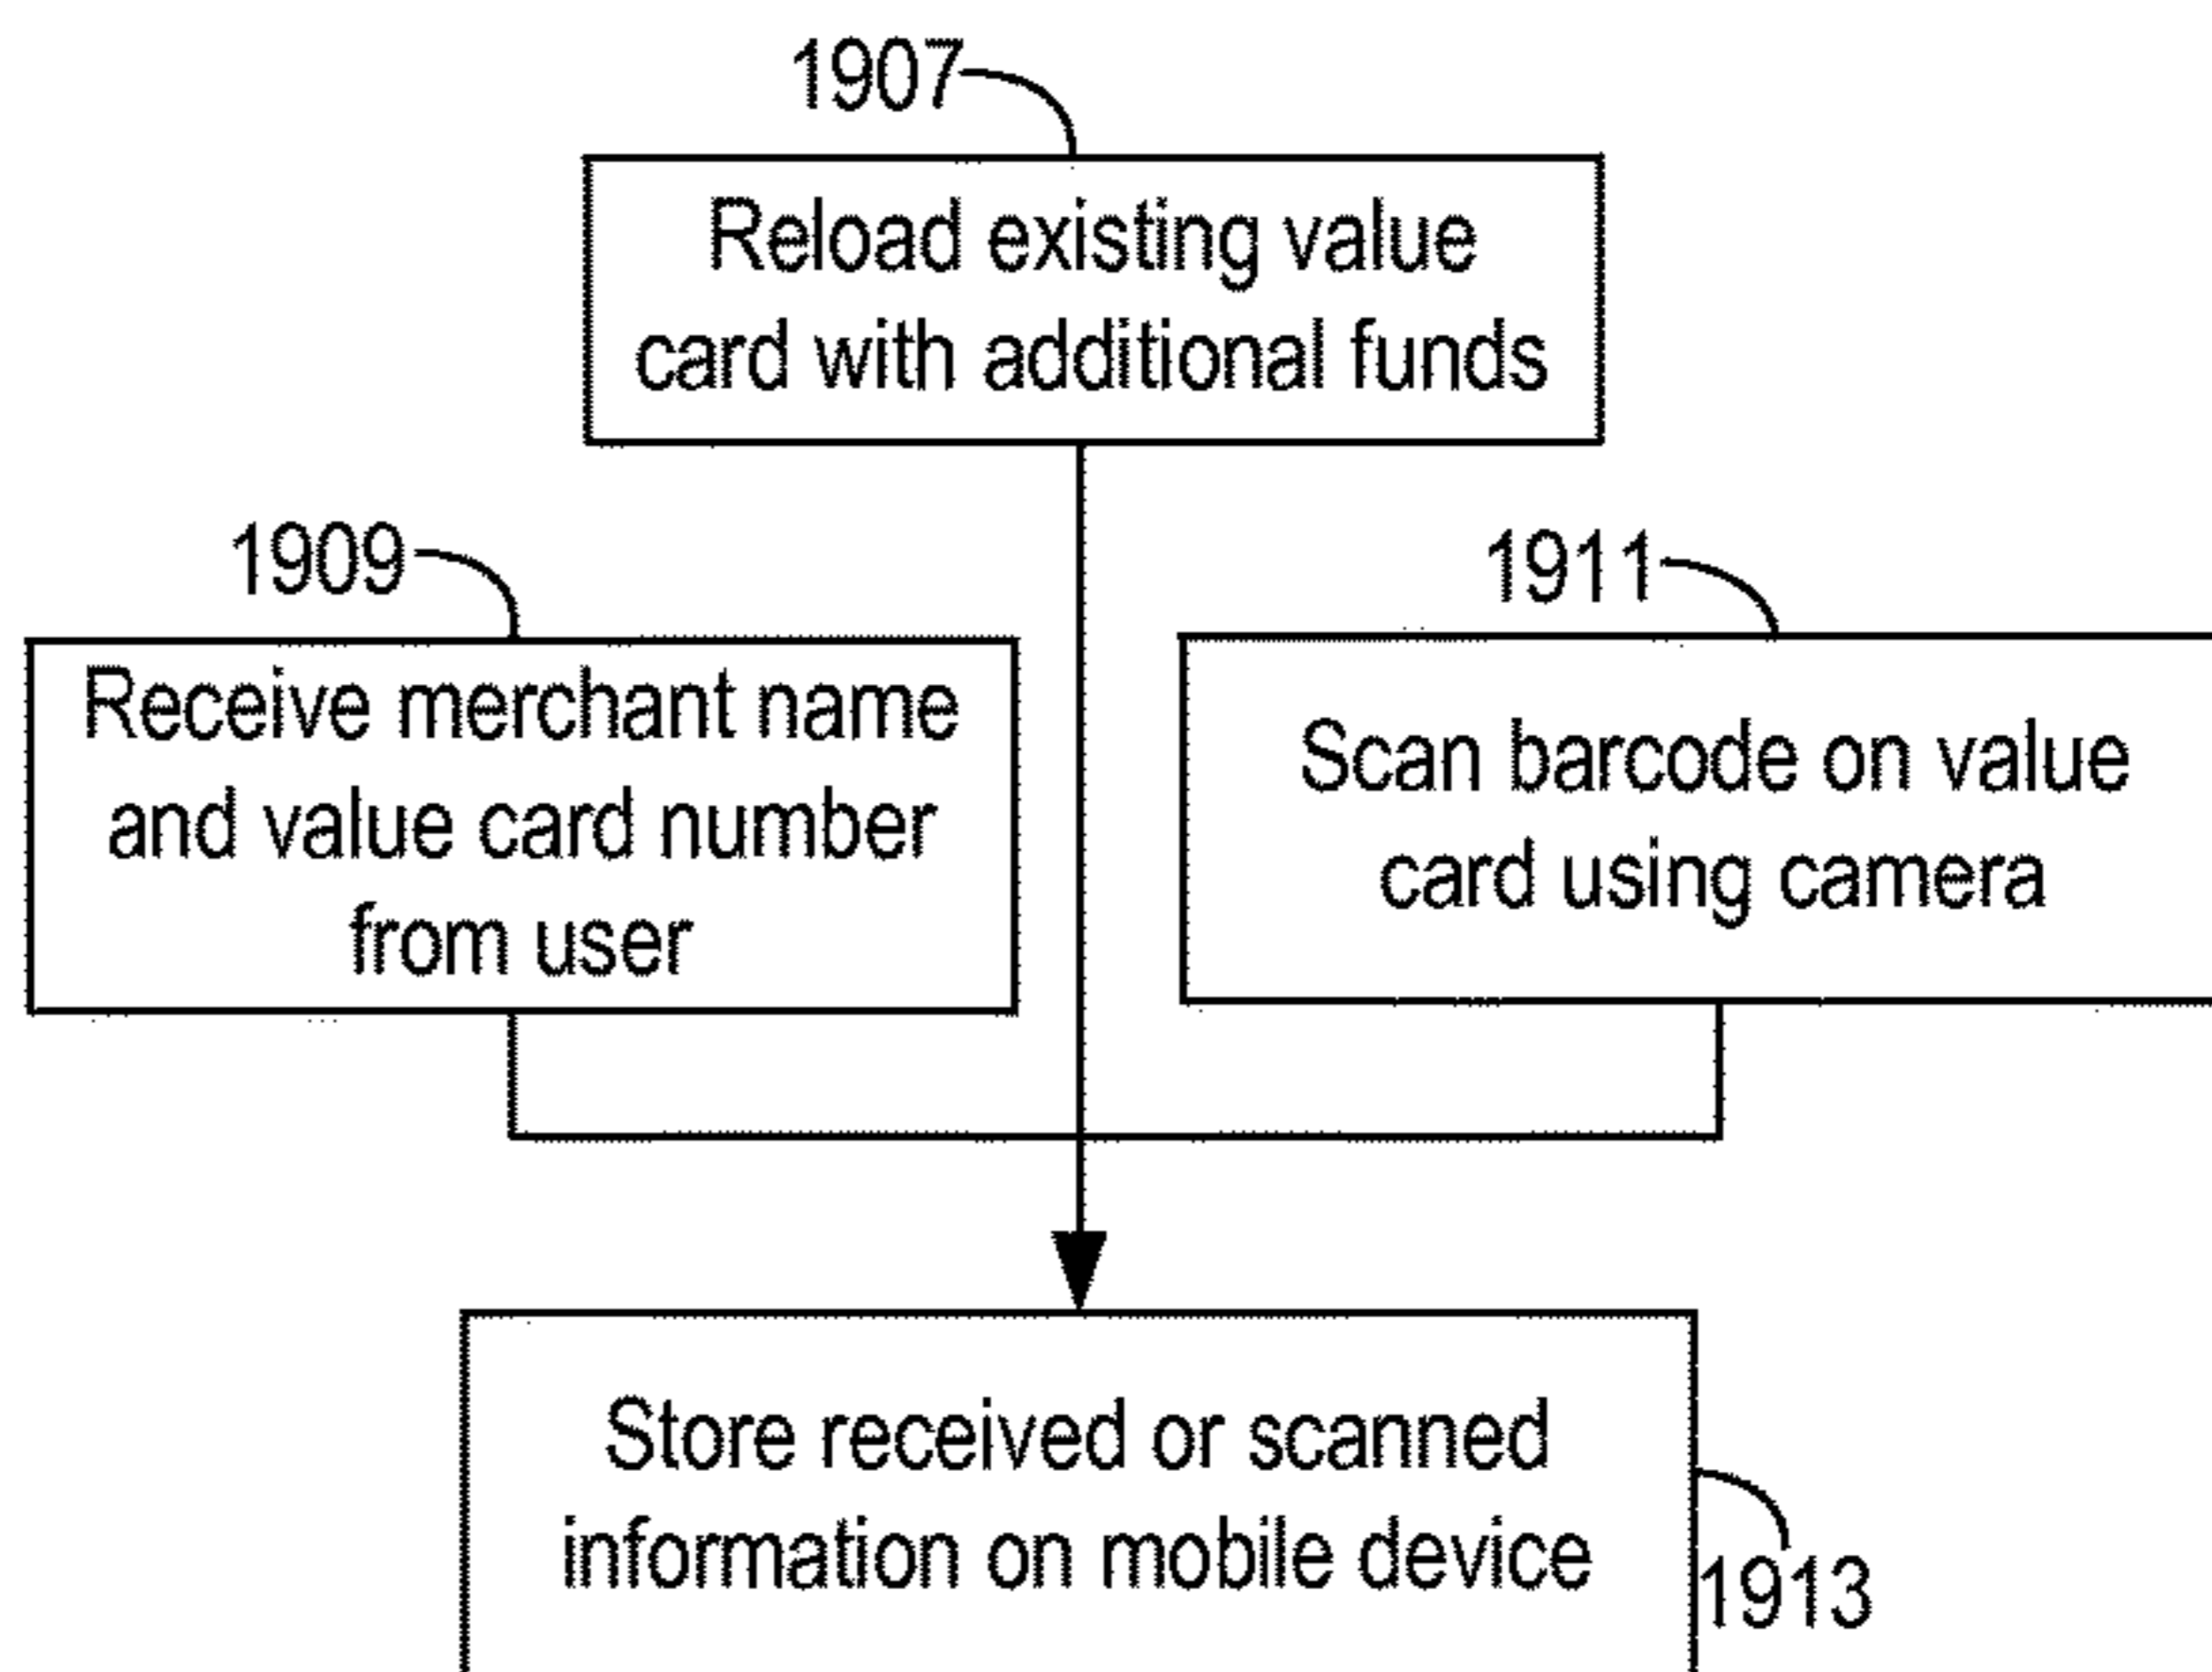 1907
Reload existing value
card with additional funds
1909
Receive merchant name
and value card number
from user
1911
Scan barcode on value
card using camera
Store received or scanned
information on mobile device
1913